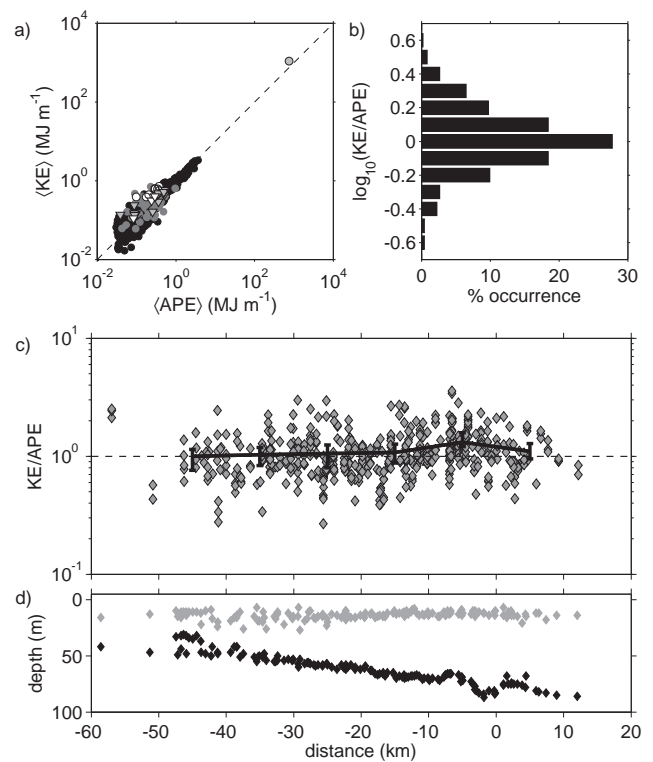 a)
10^4
10^2
10^0
10^-2
⟨KE⟩ (MJ m^-1)
10^-2 10^0 10^2 10^4
⟨APE⟩ (MJ m^-1)
b)
0.6
0.4
0.2
0
-0.2
-0.4
-0.6
log_10(KE/APE)
0 10 20 30
% occurrence
c)
10^1
10^0
10^-1
KE/APE
d)
0
50
100
depth (m)
-60 -50 -40 -30 -20 -10 0 10 20
distance (km)